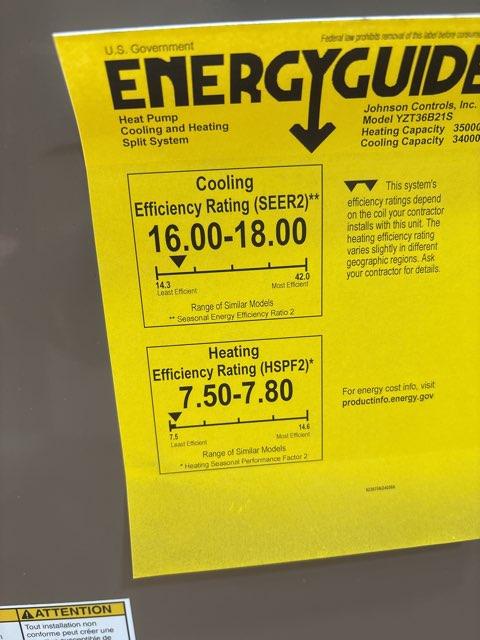 U.S. Government
Federal law prohibits removal of this label before consumer
ENERGYGUIDE
Heat Pump
Cooling and Heating
Split System
Johnson Controls, Inc.
Model YZT36B21S
Heating Capacity 35000
Cooling Capacity 34000
Cooling
Efficiency Rating (SEER2)**
16.00-18.00
14.3
42.0
Least Efficient
Most Efficient
Range of Similar Models
** Seasonal Energy Efficiency Ratio 2
This system's
efficiency ratings depend
on the coil your contractor
installs with this unit. The
heating efficiency rating
varies slightly in different
geographic regions. Ask
your contractor for details.
Heating
Efficiency Rating (HSPF2)*
7.50-7.80
7.5
14.6
Least Efficient
Most Efficient
Range of Similar Models
* Heating Seasonal Performance Factor 2
For energy cost info, visit
productinfo.energy.gov
ATTENTION
Tout installation non
conforme peut créer une
susceptible de